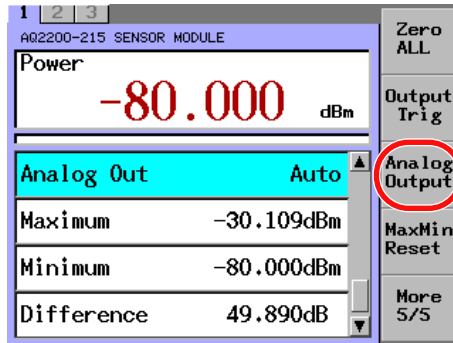 1 2 3
AQ2200-215 SENSOR MODULE
Power
-80.000 dBm
Analog Out Auto
Maximum -30.109dBm
Minimum -80.000dBm
Difference 49.890dB
Zero
ALL
Output
Trig
Analog
Output
MaxMin
Reset
More
5/5